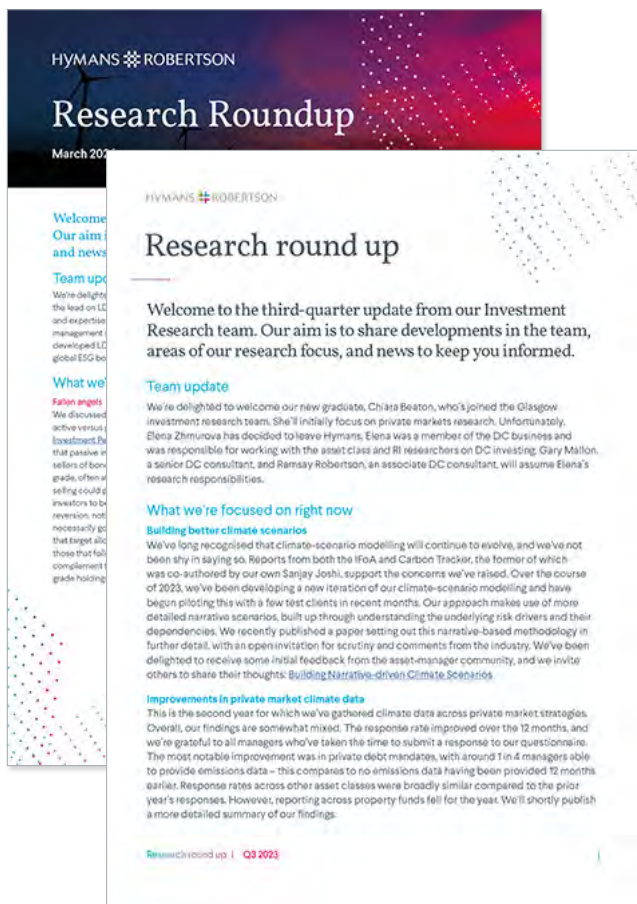 HYMANS ROBERTSON
Research Roundup
March 202
Welcome
Our aim i
and news
Team upd
We're delighte
the lead on LD
and expertise
management
developed LD
global ESG bo
What we'
Fallen angels
We discussed
active versus
Investment Pe
that passive in
sellers of bon
grade, often a
selling could
investors to b
reversion, not
necessarily go
that target allo
those that foll
complement
grade holding
HYMANS ROBERTSON
Research round up
Welcome to the third-quarter update from our Investment
Research team. Our aim is to share developments in the team,
areas of our research focus, and news to keep you informed.
Team update
We're delighted to welcome our new graduate, Chiara Beaton, who's joined the Glasgow
investment research team. She'll initially focus on private markets research. Unfortunately,
Elena Zhmurova has decided to leave Hymans. Elena was a member of the DC business and
was responsible for working with the asset class and RI researchers on DC investing. Gary Mallon,
a senior DC consultant, and Ramsay Robertson, an associate DC consultant, will assume Elena's
research responsibilities.
What we're focused on right now
Building better climate scenarios
We've long recognised that climate-scenario modelling will continue to evolve, and we've not
been shy in saying so. Reports from both the IFoA and Carbon Tracker, the former of which
was co-authored by our own Sanjay Joshi, support the concerns we've raised. Over the course
of 2023, we've been developing a new iteration of our climate-scenario modelling and have
begun piloting this with a few test clients in recent months. Our approach makes use of more
detailed narrative scenarios, built up through understanding the underlying risk drivers and their
dependencies. We recently published a paper setting out this narrative-based methodology in
further detail, with an open invitation for scrutiny and comments from the industry. We've been
delighted to receive some initial feedback from the asset-manager community, and we invite
others to share their thoughts: Building Narrative-driven Climate Scenarios
Improvements in private market climate data
This is the second year for which we've gathered climate data across private market strategies.
Overall, our findings are somewhat mixed. The response rate improved over the 12 months, and
we're grateful to all managers who've taken the time to submit a response to our questionnaire.
The most notable improvement was in private debt mandates, with around 1 in 4 managers able
to provide emissions data – this compares to no emissions data having been provided 12 months
earlier. Response rates across other asset classes were broadly similar compared to the prior
year's responses. However, reporting across property funds fell for the year. We'll shortly publish
a more detailed summary of our findings.
Research round up | Q3 2023